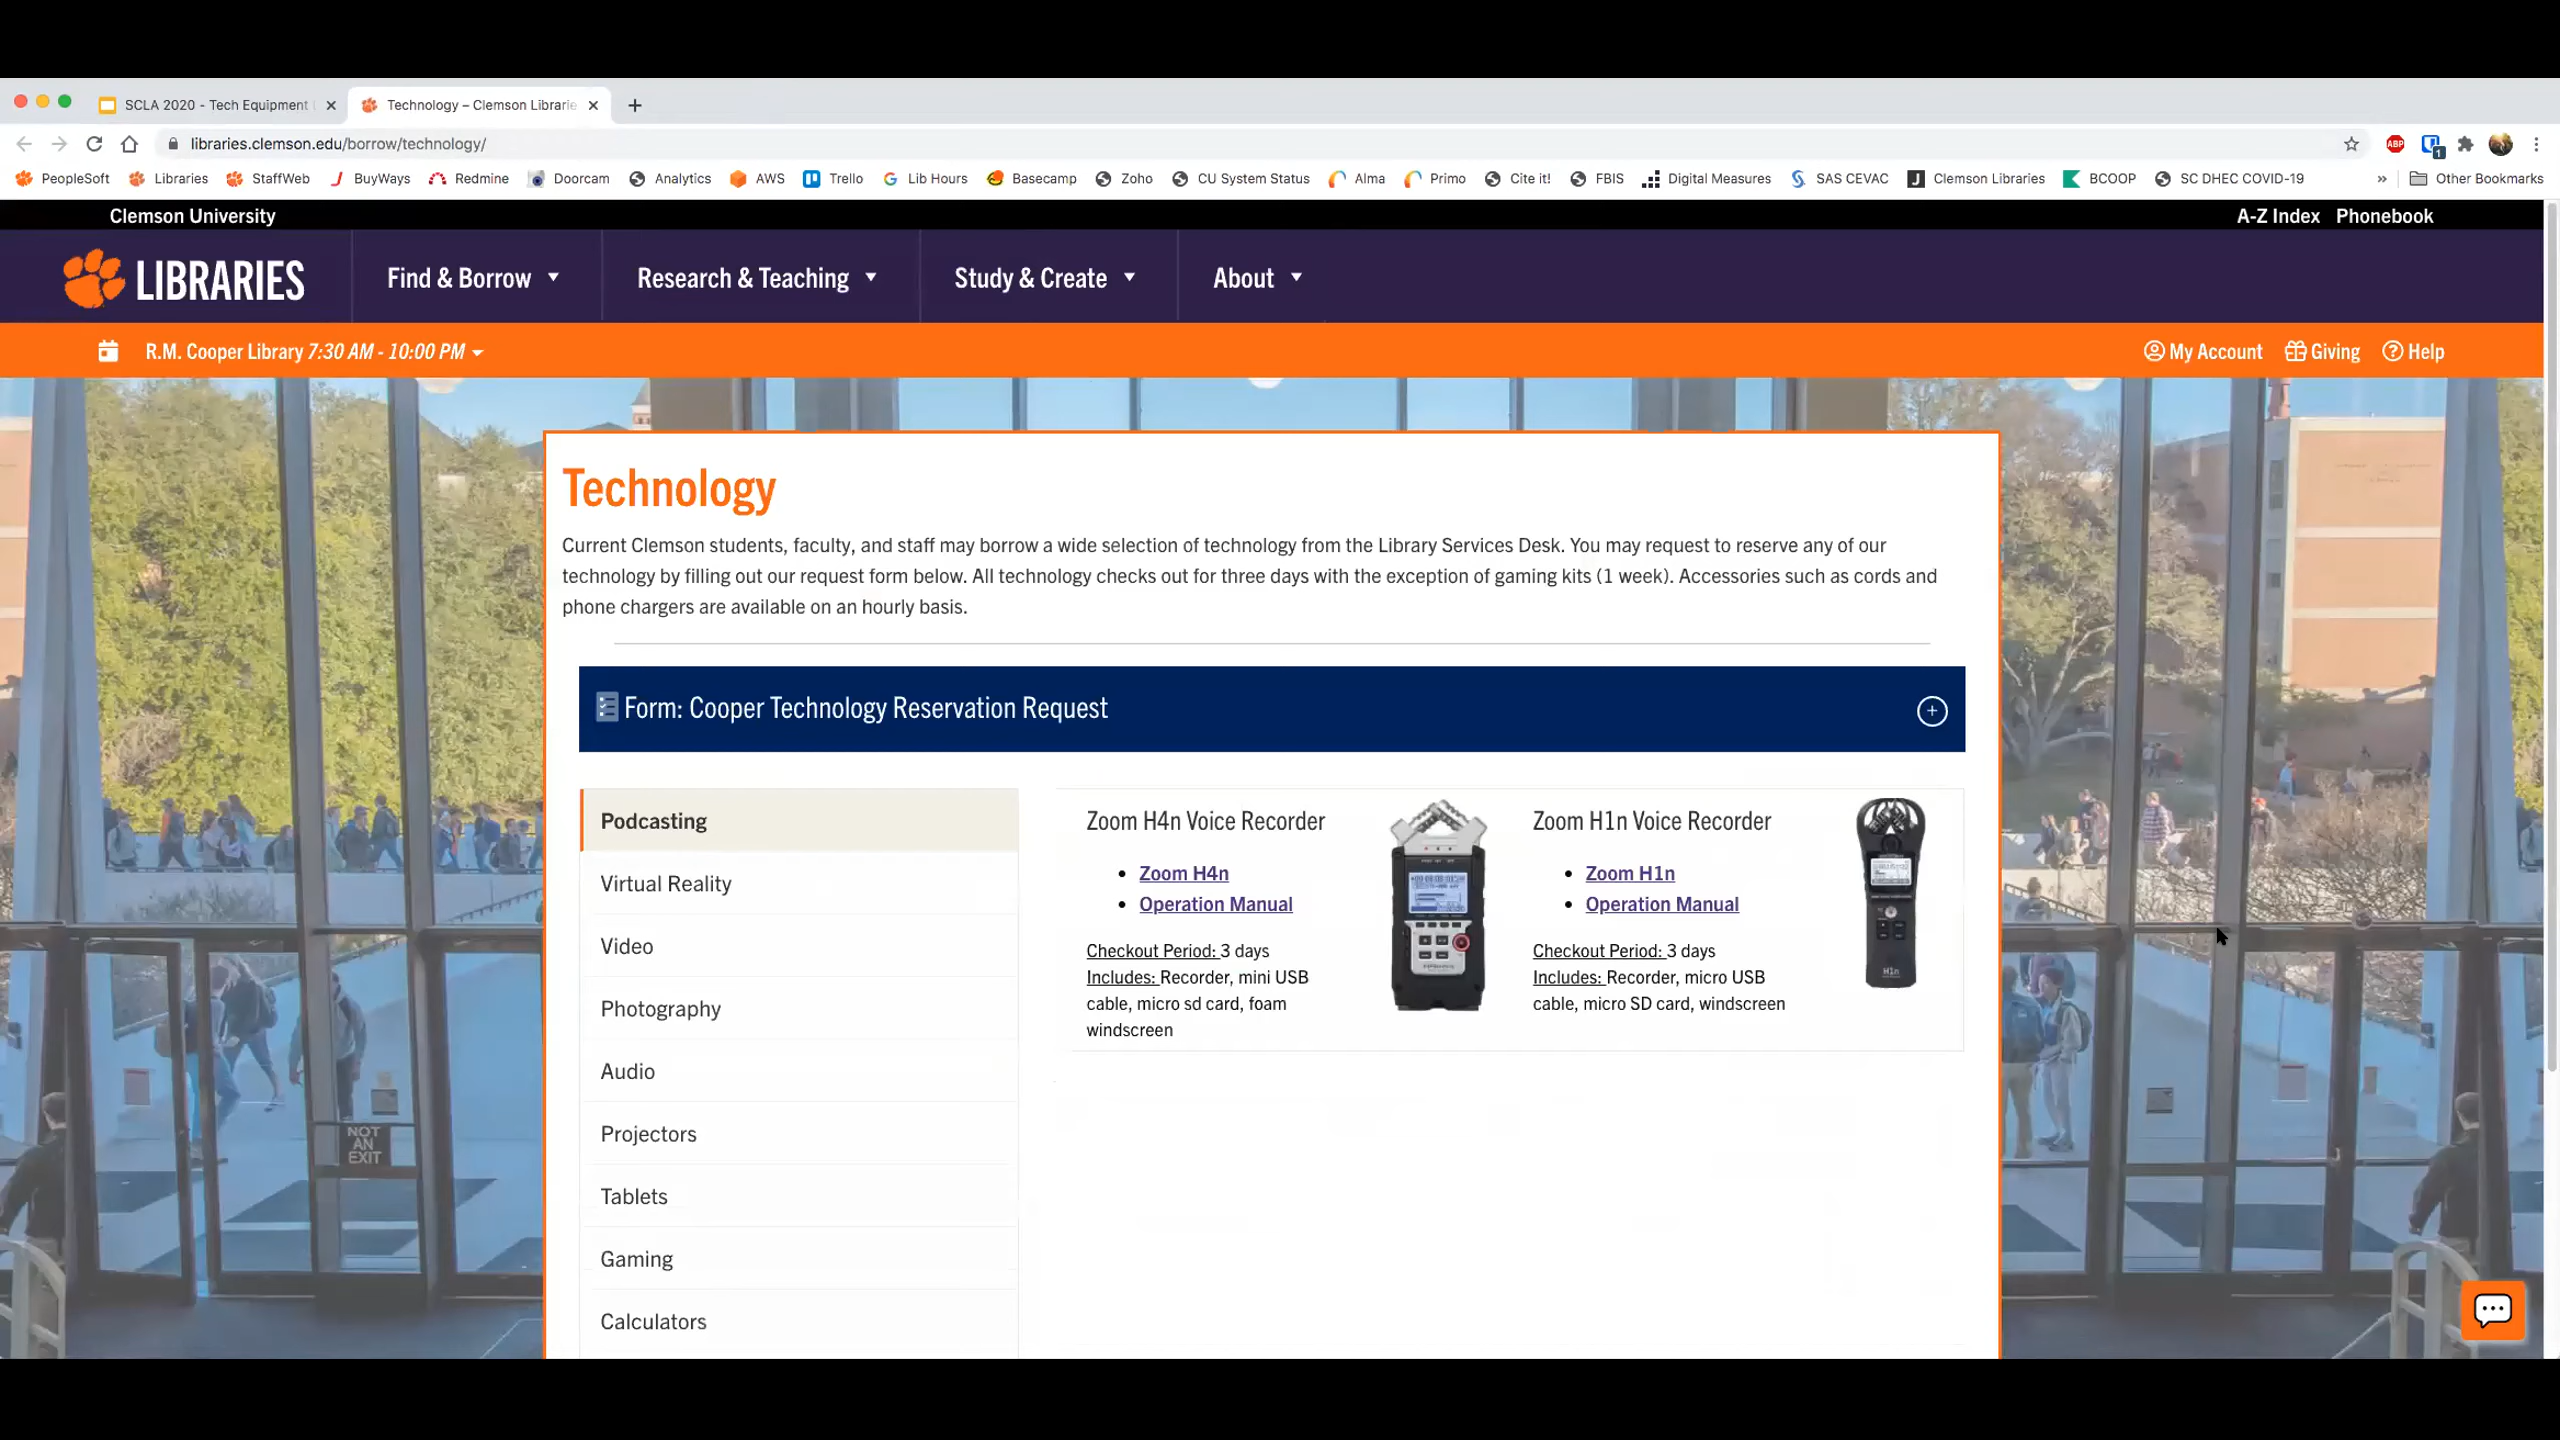 SCLA 2020 - Tech Equipment
Technology – Clemson Librarie
libraries.clemson.edu/borrow/technology/
ABP
1
PeopleSoft Libraries StaffWeb BuyWays Redmine Doorcam Analytics AWS Trello Lib Hours Basecamp Zoho CU System Status Alma Primo Cite it! FBIS Digital Measures SAS CEVAC Clemson Libraries BCOOP SC DHEC COVID-19 » Other Bookmarks
Clemson University
A-Z Index Phonebook
LIBRARIES
Find & Borrow
Research & Teaching
Study & Create
About
R.M. Cooper Library 7:30 AM - 10:00 PM
My Account Giving Help
Technology
Current Clemson students, faculty, and staff may borrow a wide selection of technology from the Library Services Desk. You may request to reserve any of our
technology by filling out our request form below. All technology checks out for three days with the exception of gaming kits (1 week). Accessories such as cords and
phone chargers are available on an hourly basis.
Form: Cooper Technology Reservation Request
Podcasting
Virtual Reality
Video
Photography
Audio
Projectors
Tablets
Gaming
Calculators
Zoom H4n Voice Recorder
• Zoom H4n
• Operation Manual
Checkout Period: 3 days
Includes: Recorder, mini USB
cable, micro sd card, foam
windscreen
Zoom H1n Voice Recorder
• Zoom H1n
• Operation Manual
Checkout Period: 3 days
Includes: Recorder, micro USB
cable, micro SD card, windscreen
H1n
NOT
AN
EXIT